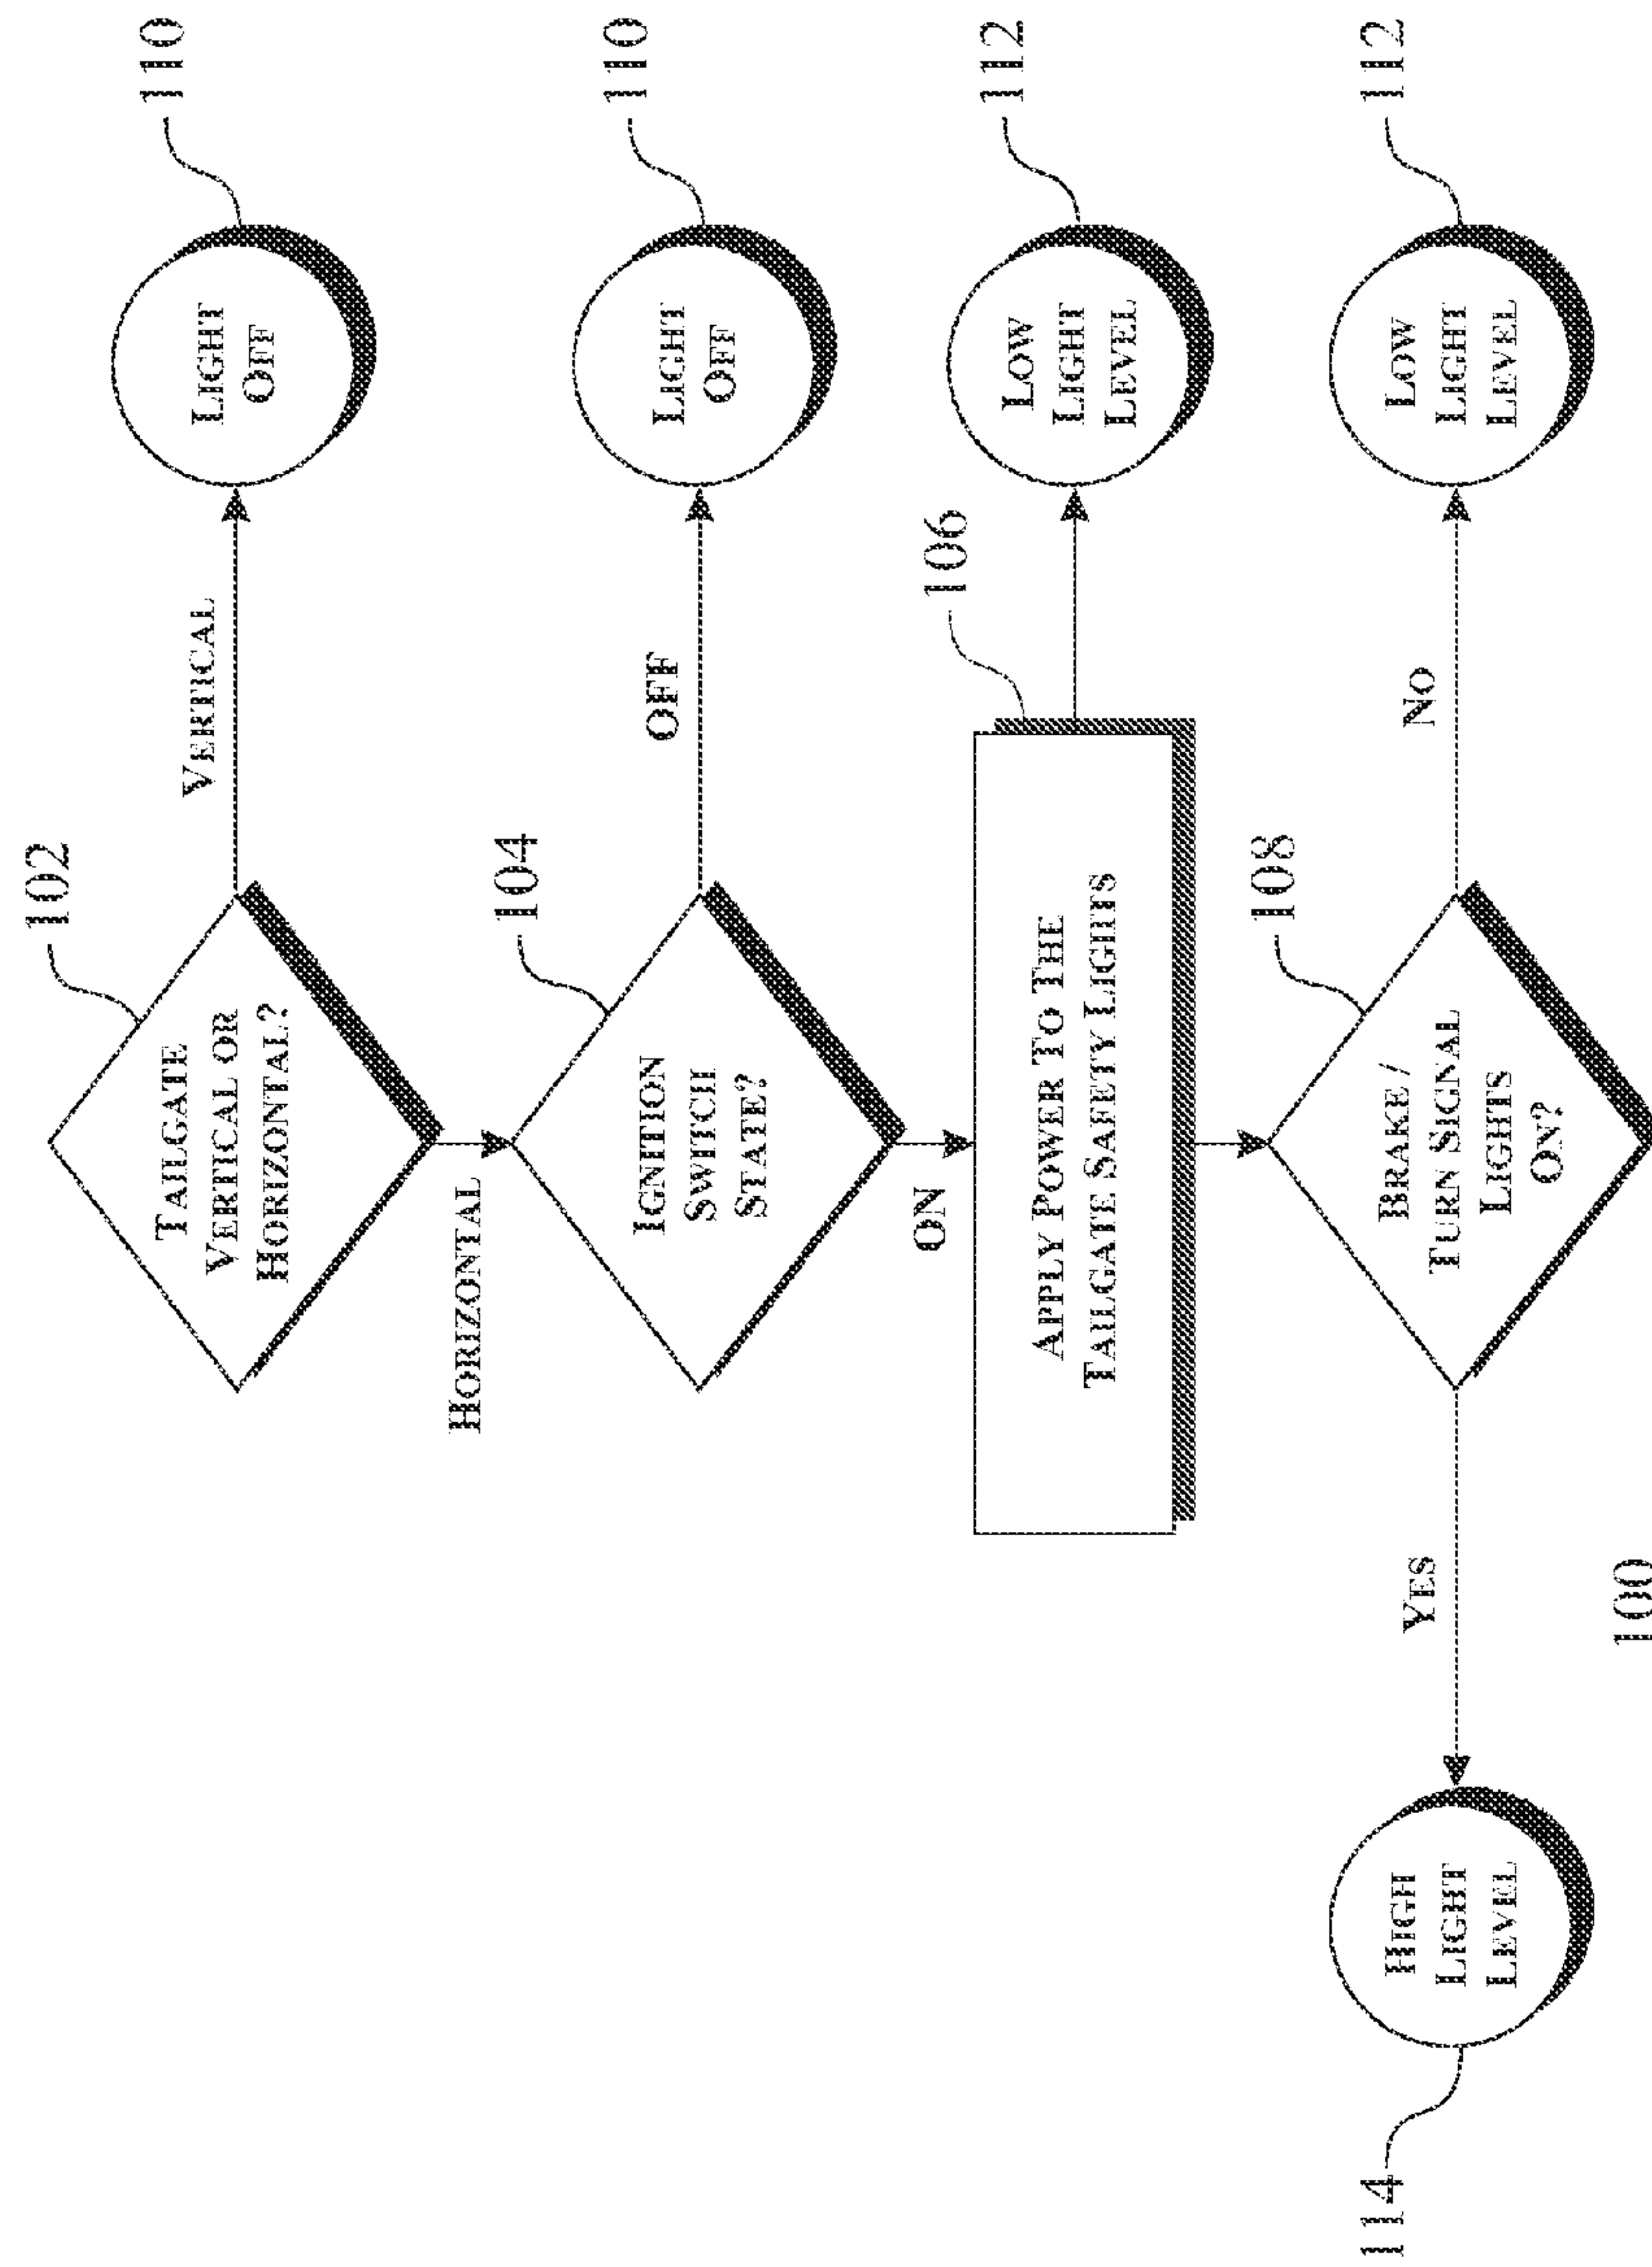 102
TAILGATE
VERTICAL OR
HORIZONTAL?
VERTICAL
LIGHT
OFF
110
HORIZONTAL
104
IGNITION
SWITCH
STATE?
OFF
LIGHT
OFF
110
ON
106
APPLY POWER TO THE
TAILGATE SAFETY LIGHTS
LOW
LIGHT
LEVEL
112
108
BRAKE /
TURN SIGNAL
LIGHTS
ON?
NO
LOW
LIGHT
LEVEL
112
YES
HIGH
LIGHT
LEVEL
114
100